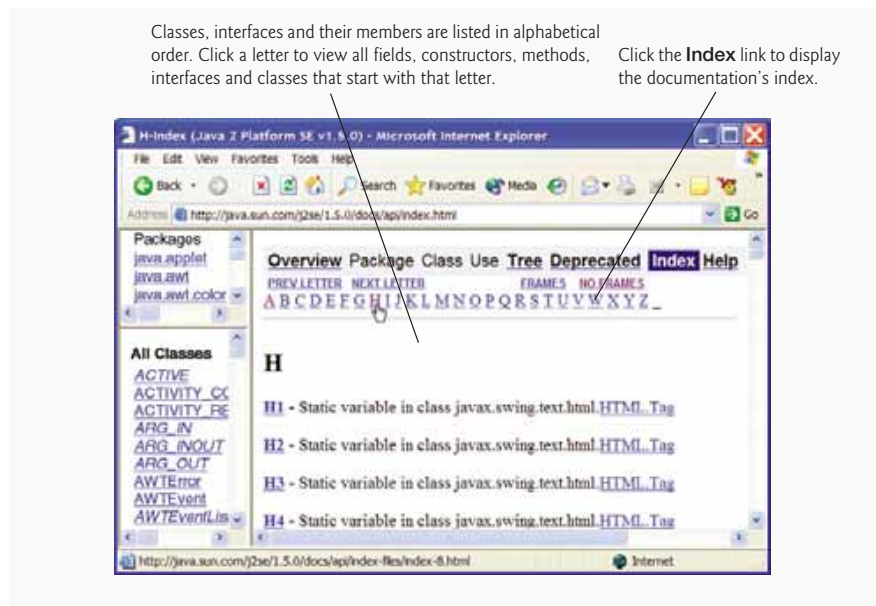 Classes, interfaces and their members are listed in alphabetical
order. Click a letter to view all fields, constructors, methods,
interfaces and classes that start with that letter.
Click the Index link to display
the documentation's index.
H-Index (Java 2 Platform SE v1.5.0) - Microsoft Internet Explorer
File Edit View Favorites Tools Help
Back Search Favorites Media
Address http://java.sun.com/j2se/1.5.0/docs/api/index.html Go
Packages
java.applet
java.awt
java.awt.color
All Classes
ACTIVE
ACTIVITY_CO
ACTIVITY_RE
ARG_IN
ARG_INOUT
ARG_OUT
AWTError
AWTEvent
AWTEventLis
Overview Package Class Use Tree Deprecated Index Help
PREV LETTER NEXT LETTER FRAMES NO FRAMES
A B C D E F G H I J K L M N O P Q R S T U V W X Y Z _
H
H1 - Static variable in class javax.swing.text.html.HTML.Tag
H2 - Static variable in class javax.swing.text.html.HTML.Tag
H3 - Static variable in class javax.swing.text.html.HTML.Tag
H4 - Static variable in class javax.swing.text.html.HTML.Tag
http://java.sun.com/j2se/1.5.0/docs/api/index-files/index-8.html Internet